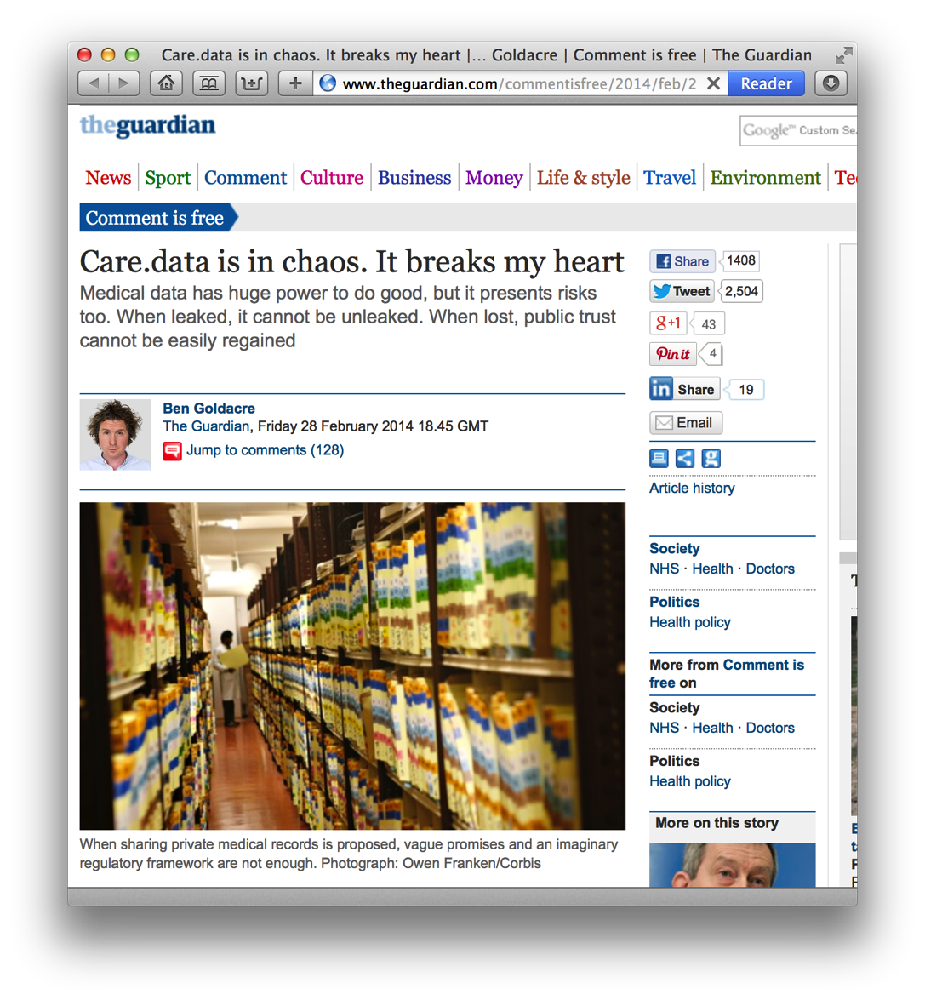 Care.data is in chaos. It breaks my heart |... Goldacre | Comment is free | The Guardian
www.theguardian.com/commentisfree/2014/feb/2
Reader
theguardian
Google™ Custom Se
News Sport Comment Culture Business Money Life & style Travel Environment Te
Comment is free
Care.data is in chaos. It breaks my heart
Medical data has huge power to do good, but it presents risks
too. When leaked, it cannot be unleaked. When lost, public trust
cannot be easily regained
Ben Goldacre
The Guardian, Friday 28 February 2014 18.45 GMT
Jump to comments (128)
When sharing private medical records is proposed, vague promises and an imaginary
regulatory framework are not enough. Photograph: Owen Franken/Corbis
f Share 1408
Tweet 2,504
g+1 43
Pin it 4
in Share 19
Email
g
Article history
Society
NHS · Health · Doctors
Politics
Health policy
More from Comment is
free on
Society
NHS · Health · Doctors
Politics
Health policy
More on this story